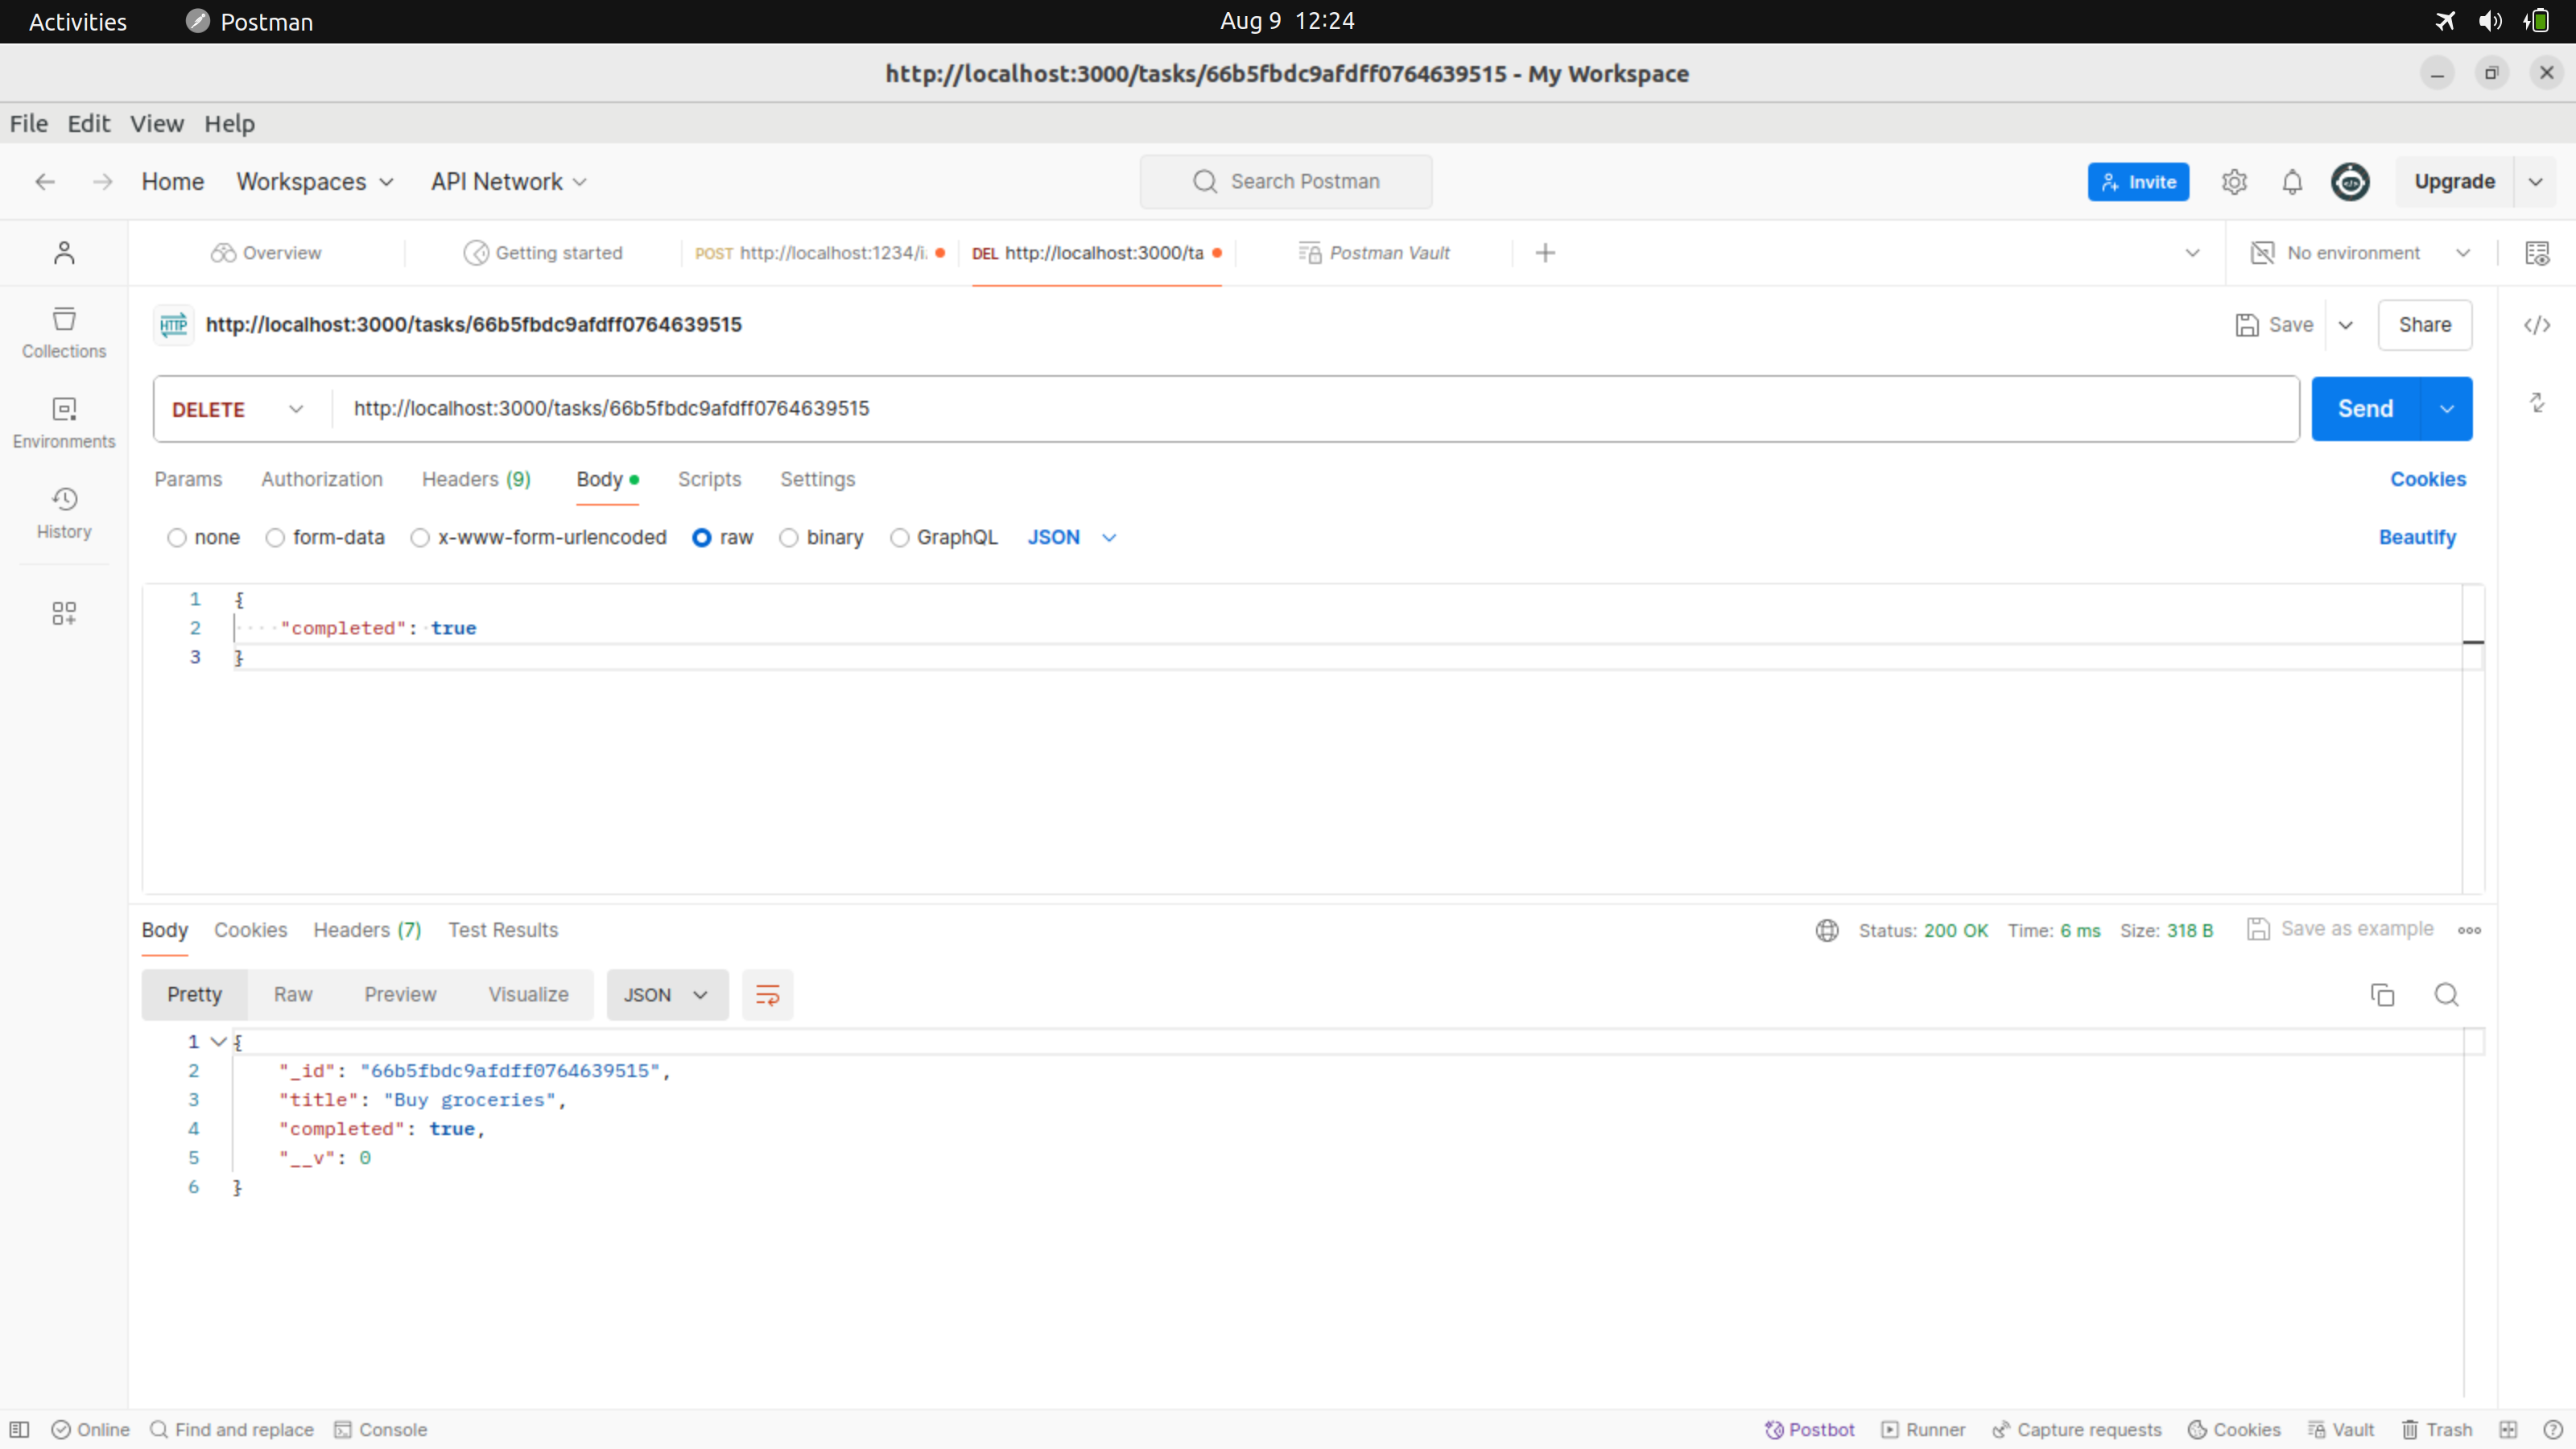 Activities Postman Aug 9 12:24
http://localhost:3000/tasks/66b5fbdc9afdff0764639515 - My Workspace
File Edit View Help
Home Workspaces API Network Search Postman Invite Upgrade
Overview Getting started POST http://localhost:1234/i DEL http://localhost:3000/ta Postman Vault No environment
HTTP http://localhost:3000/tasks/66b5fbdc9afdff0764639515 Save Share
Collections
DELETE http://localhost:3000/tasks/66b5fbdc9afdff0764639515 Send
Environments
Params Authorization Headers (9) Body Scripts Settings Cookies
History
none form-data x-www-form-urlencoded raw binary GraphQL JSON Beautify
1 {
2 "completed": true
3 }
Body Cookies Headers (7) Test Results Status: 200 OK Time: 6 ms Size: 318 B Save as example
Pretty Raw Preview Visualize JSON
1 {
2 "_id": "66b5fbdc9afdff0764639515",
3 "title": "Buy groceries",
4 "completed": true,
5 "__v": 0
6 }
Online Find and replace Console Postbot Runner Capture requests Cookies Vault Trash